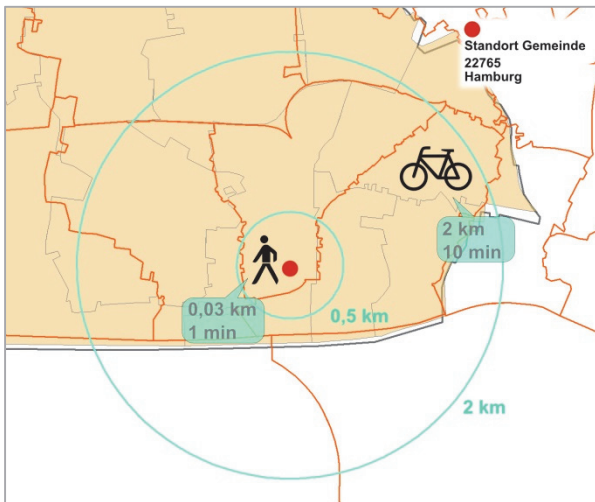 Standort Gemeinde
22765
Hamburg
2 km
10 min
0,03 km
1 min
0,5 km
2 km